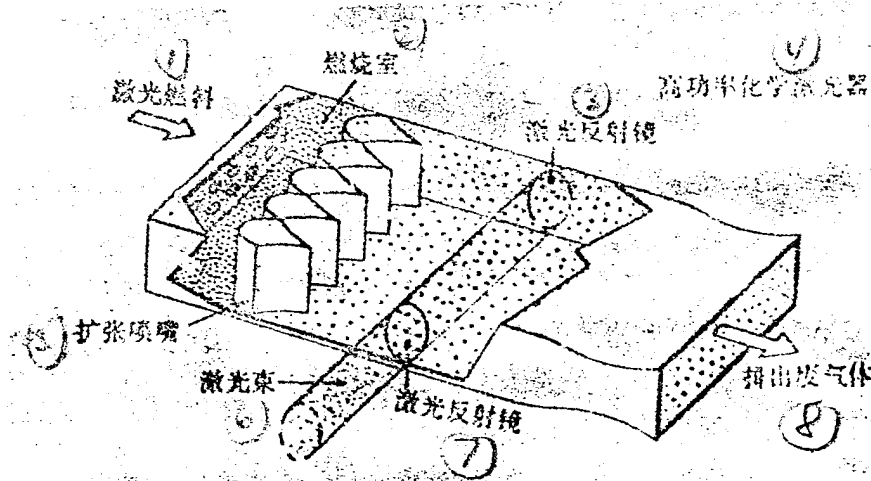 ①
激光燃料
②
燃烧室
③
激光反射镜
④
高功率化学激光器
⑤ 扩张喷嘴
激光束
⑥
激光反射镜
⑦
排出废气体
⑧